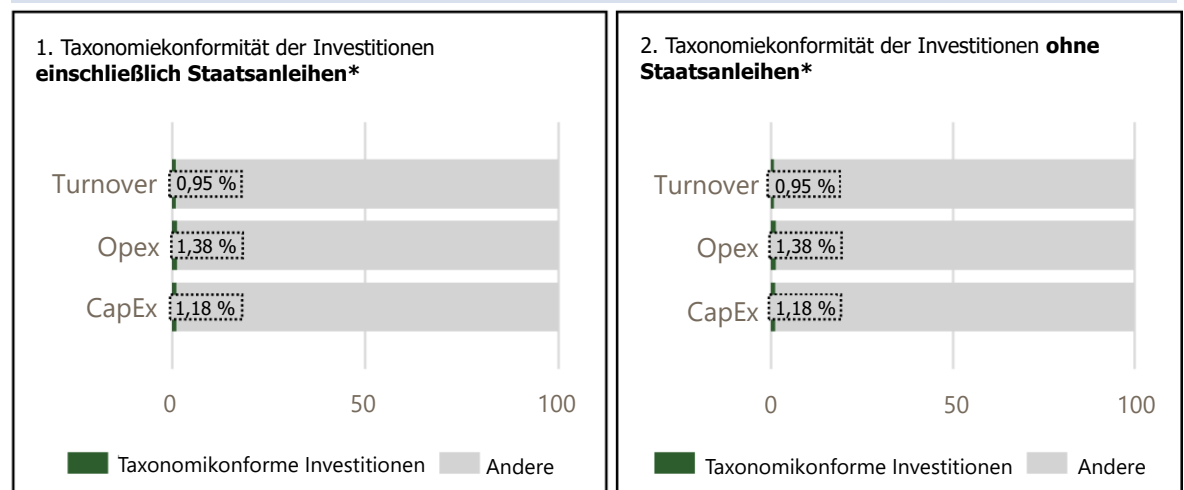 1. Taxonomiekonformität der Investitionen
einschließlich Staatsanleihen*
Turnover 0,95 %
Opex 1,38 %
CapEx 1,18 %
0 50 100
Taxonomikonforme Investitionen Andere
2. Taxonomiekonformität der Investitionen ohne
Staatsanleihen*
Turnover 0,95 %
Opex 1,38 %
CapEx 1,18 %
0 50 100
Taxonomikonforme Investitionen Andere